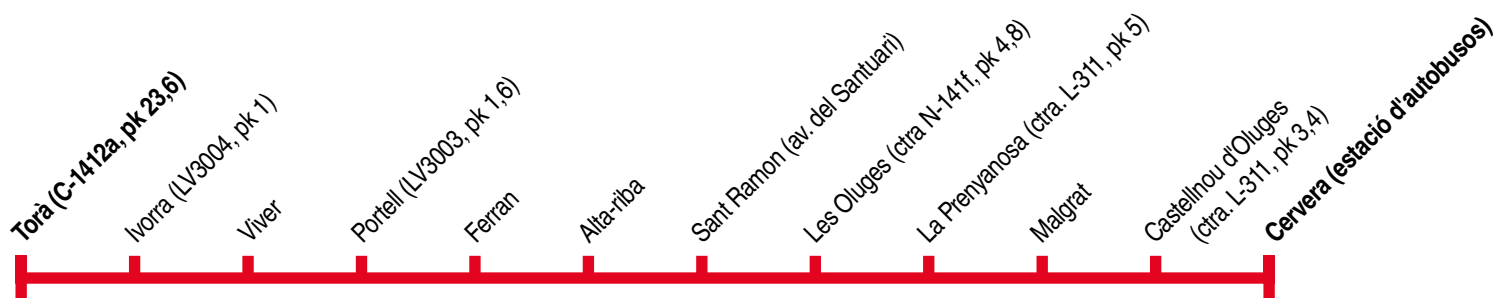 Torà (C-1412a, pk 23,6)
Ivorra (LV3004, pk 1)
Viver
Portell (LV3003, pk 1,6)
Ferran
Alta-riba
Sant Ramon (av. del Santuari)
Les Oluges (ctra N-141f, pk 4,8)
La Prenyanosa (ctra. L-311, pk 5)
Malgrat
Castellnou d'Oluges
(ctra. L-311, pk 3,4)
Cervera (estació d'autobusos)